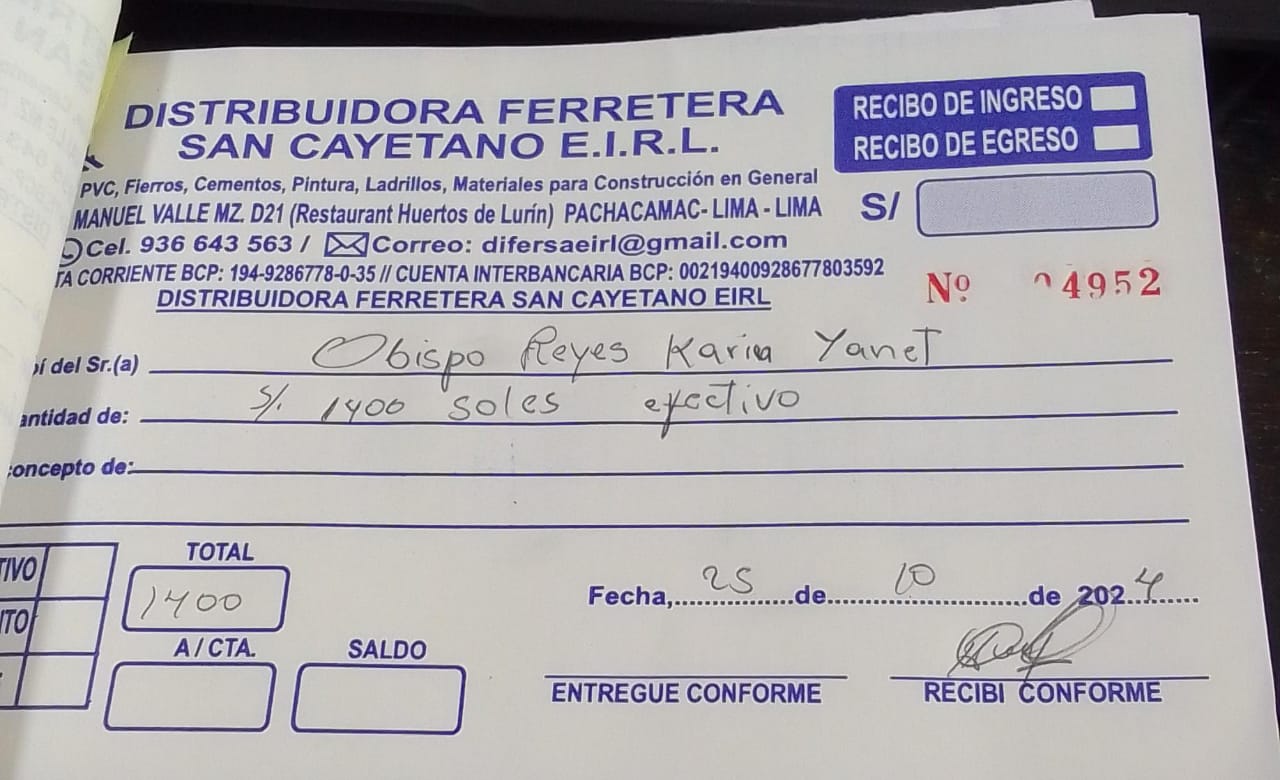 DISTRIBUIDORA FERRETERA
SAN CAYETANO E.I.R.L.
PVC, Fierros, Cementos, Pintura, Ladrillos, Materiales para Construcción en General
MANUEL VALLE MZ. D21 (Restaurant Huertos de Lurín) PACHACAMAC- LIMA - LIMA
Cel. 936 643 563 / Correo: difersaeirl@gmail.com
TA CORRIENTE BCP: 194-9286778-0-35 // CUENTA INTERBANCARIA BCP: 00219400928677803592
DISTRIBUIDORA FERRETERA SAN CAYETANO EIRL
RECIBO DE INGRESO
RECIBO DE EGRESO
S/
Nº 04952
bí del Sr.(a) Obispo Reyes Karina Yanet
antidad de: S/. 1400 soles efectivo
concepto de:
TIVO
ITO
TOTAL
1400
A / CTA.
SALDO
Fecha, 25 de 10 de 2024
ENTREGUE CONFORME
RECIBI CONFORME